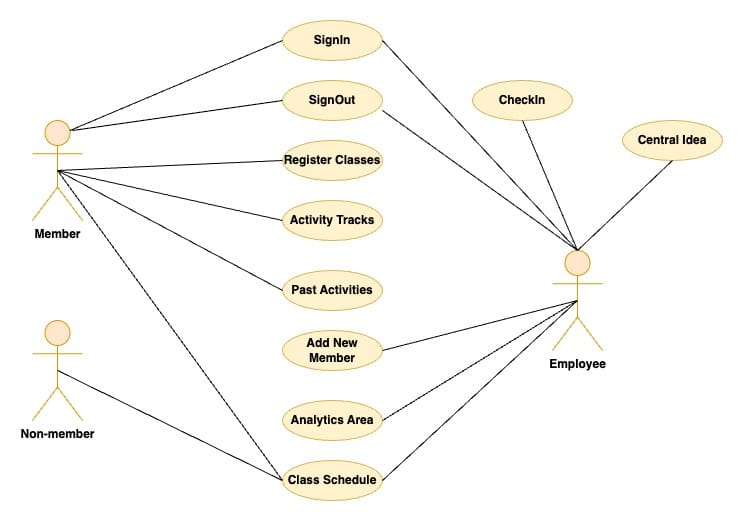 SignIn
SignOut
CheckIn
Central Idea
Register Classes
Activity Tracks
Member
Past Activities
Add New
Member
Employee
Analytics Area
Non-member
Class Schedule